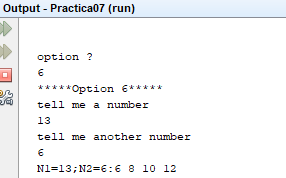 Output - Practica07 (run)
option ?
6
*****Option 6*****
tell me a number
13
tell me another number
6
N1=13;N2=6:6 8 10 12